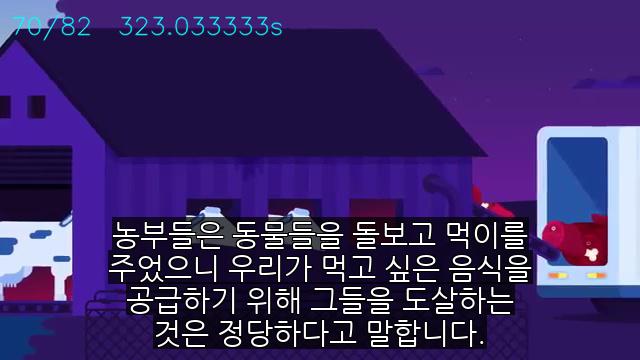 70/82 323.033333s
농부들은 동물들을 돌보고 먹이를
주었으니 우리가 먹고 싶은 음식을
공급하기 위해 그들을 도살하는
것은 정당하다고 말합니다.